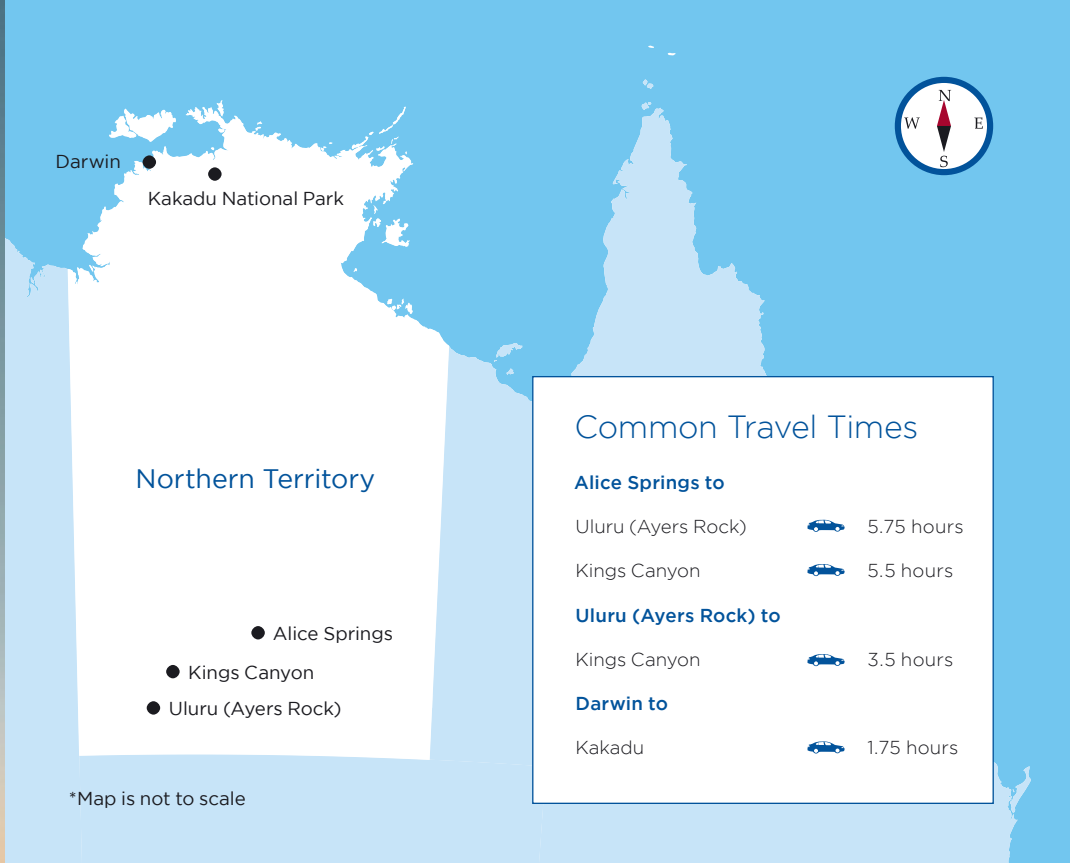 N
W E
S
Darwin
Kakadu National Park
Northern Territory
Alice Springs
Kings Canyon
Uluru (Ayers Rock)
*Map is not to scale
Common Travel Times
Alice Springs to
Uluru (Ayers Rock) 5.75 hours
Kings Canyon 5.5 hours
Uluru (Ayers Rock) to
Kings Canyon 3.5 hours
Darwin to
Kakadu 1.75 hours